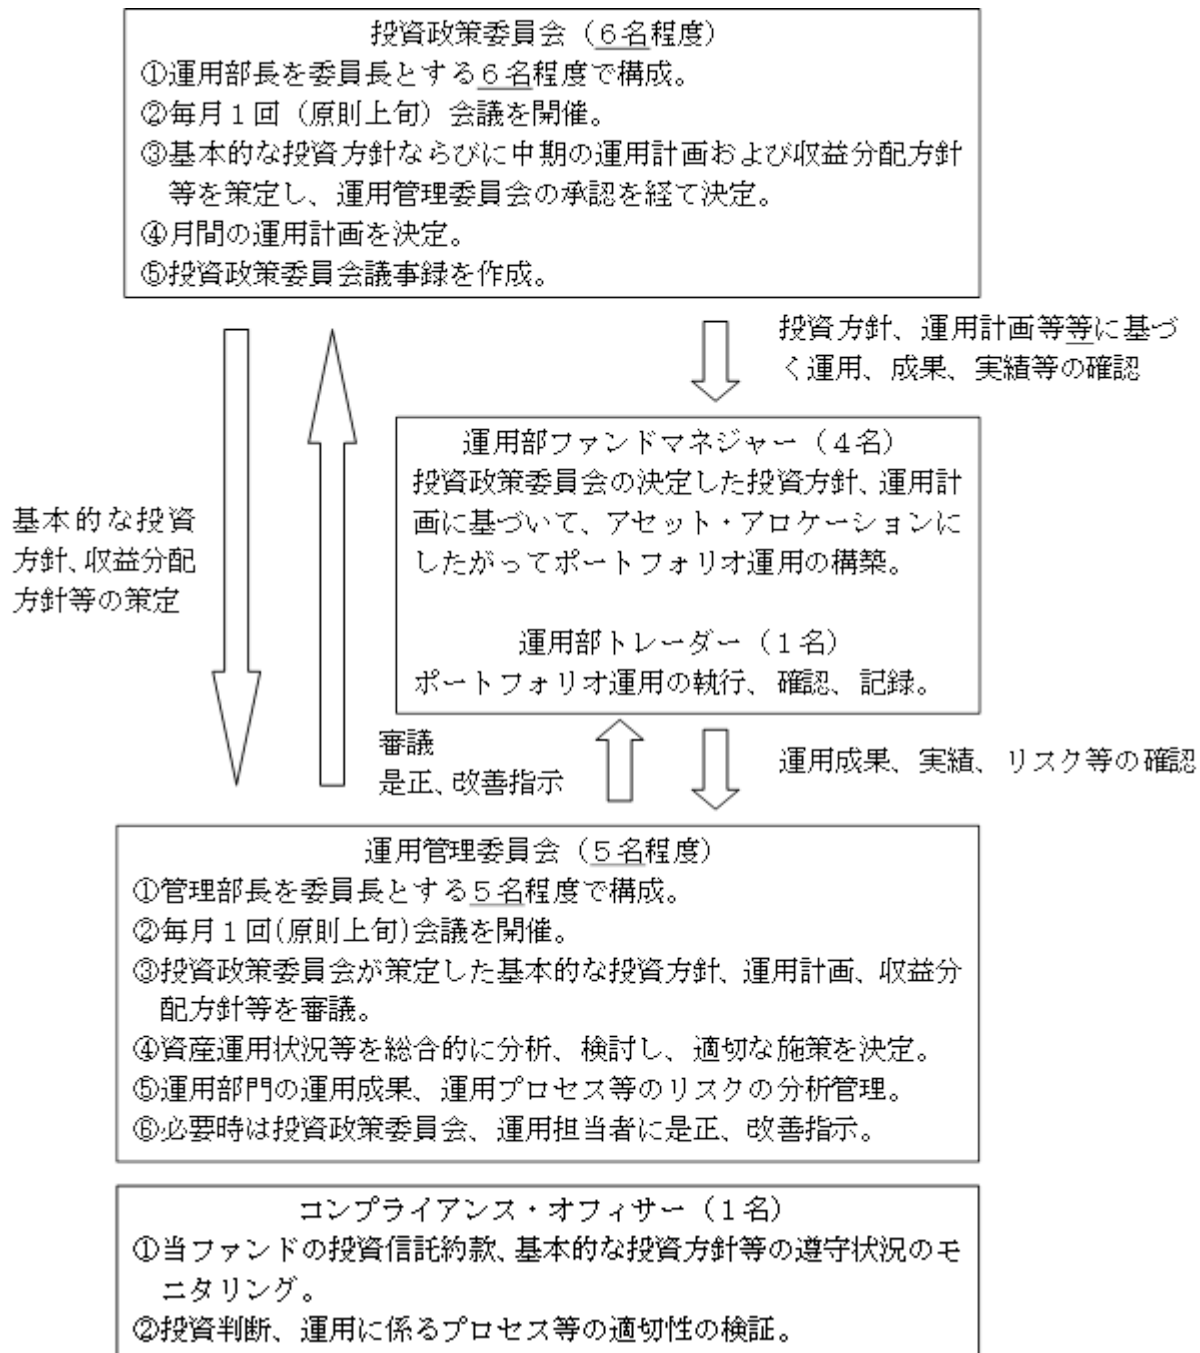 投資政策委員会（６名程度）
①運用部長を委員長とする６名程度で構成。
②毎月１回（原則上旬）会議を開催。
③基本的な投資方針ならびに中期の運用計画および収益分配方針
等を策定し、運用管理委員会の承認を経て決定。
④月間の運用計画を決定。
⑤投資政策委員会議事録を作成。
投資方針、運用計画等等に基づ
く運用、成果、実績等の確認
運用部ファンドマネジャー（４名）
投資政策委員会の決定した投資方針、運用計
画に基づいて、アセット・アロケーションに
したがってポートフォリオ運用の構築。
運用部トレーダー（１名）
ポートフォリオ運用の執行、確認、記録。
基本的な投資
方針、収益分配
方針等の策定
審議
是正、改善指示
運用成果、実績、リスク等の確認
運用管理委員会（５名程度）
①管理部長を委員長とする５名程度で構成。
②毎月１回(原則上旬)会議を開催。
③投資政策委員会が策定した基本的な投資方針、運用計画、収益分
配方針等を審議。
④資産運用状況等を総合的に分析、検討し、適切な施策を決定。
⑤運用部門の運用成果、運用プロセス等のリスクの分析管理。
⑥必要時は投資政策委員会、運用担当者に是正、改善指示。
コンプライアンス・オフィサー（１名）
①当ファンドの投資信託約款、基本的な投資方針等の遵守状況のモ
ニタリング。
②投資判断、運用に係るプロセス等の適切性の検証。